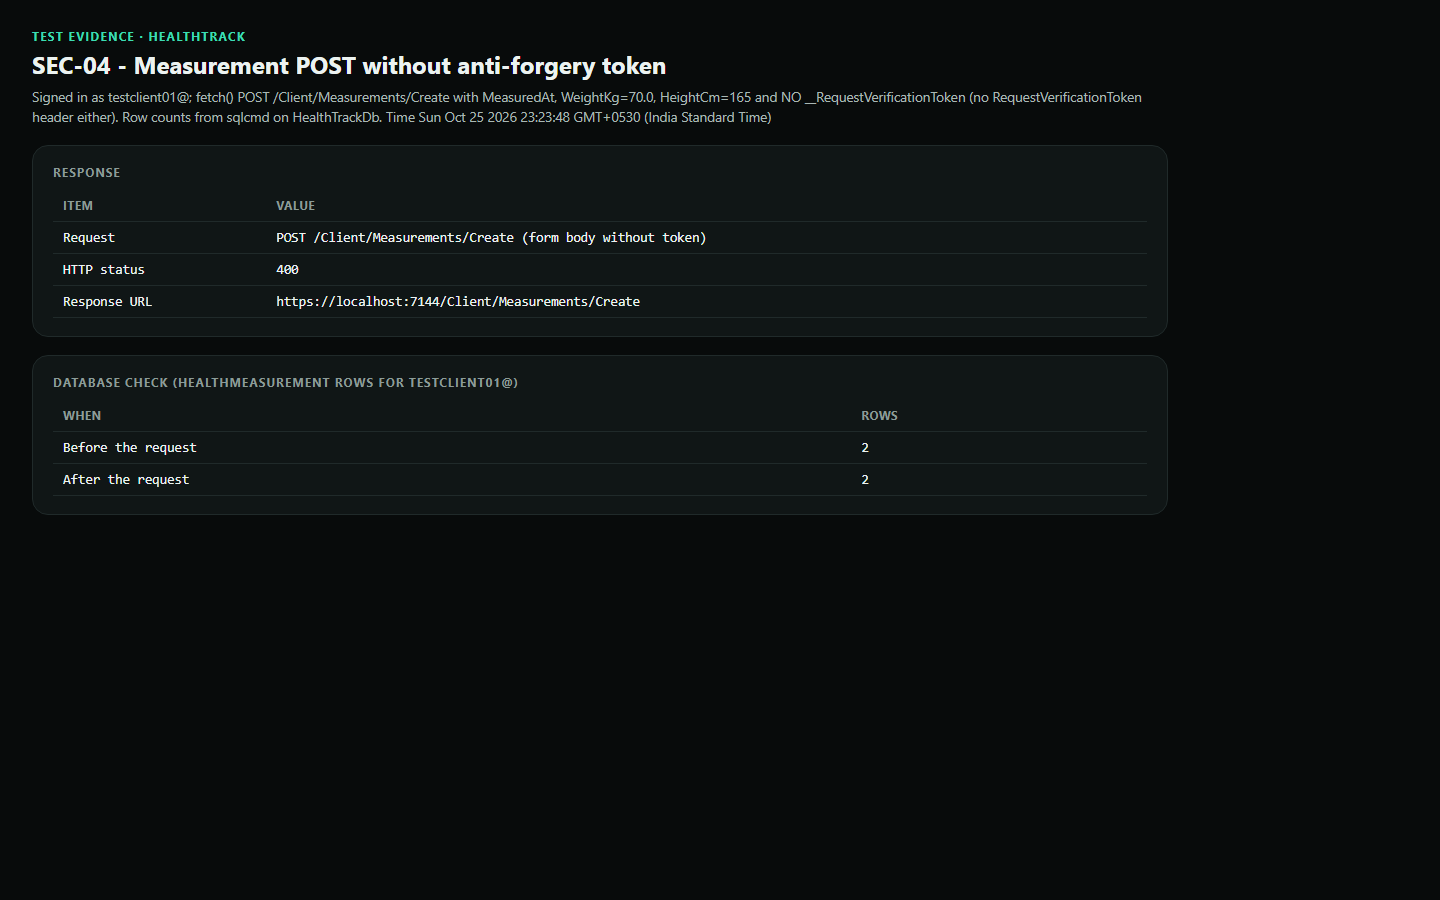 TEST EVIDENCE · HEALTHTRACK
SEC-04 - Measurement POST without anti-forgery token
Signed in as testclient01@; fetch() POST /Client/Measurements/Create with MeasuredAt, WeightKg=70.0, HeightCm=165 and NO __RequestVerificationToken (no RequestVerificationToken
header either). Row counts from sqlcmd on HealthTrackDb. Time Sun Oct 25 2026 23:23:48 GMT+0530 (India Standard Time)
RESPONSE
ITEM VALUE
Request POST /Client/Measurements/Create (form body without token)
HTTP status 400
Response URL https://localhost:7144/Client/Measurements/Create
DATABASE CHECK (HEALTHMEASUREMENT ROWS FOR TESTCLIENT01@)
WHEN ROWS
Before the request 2
After the request 2